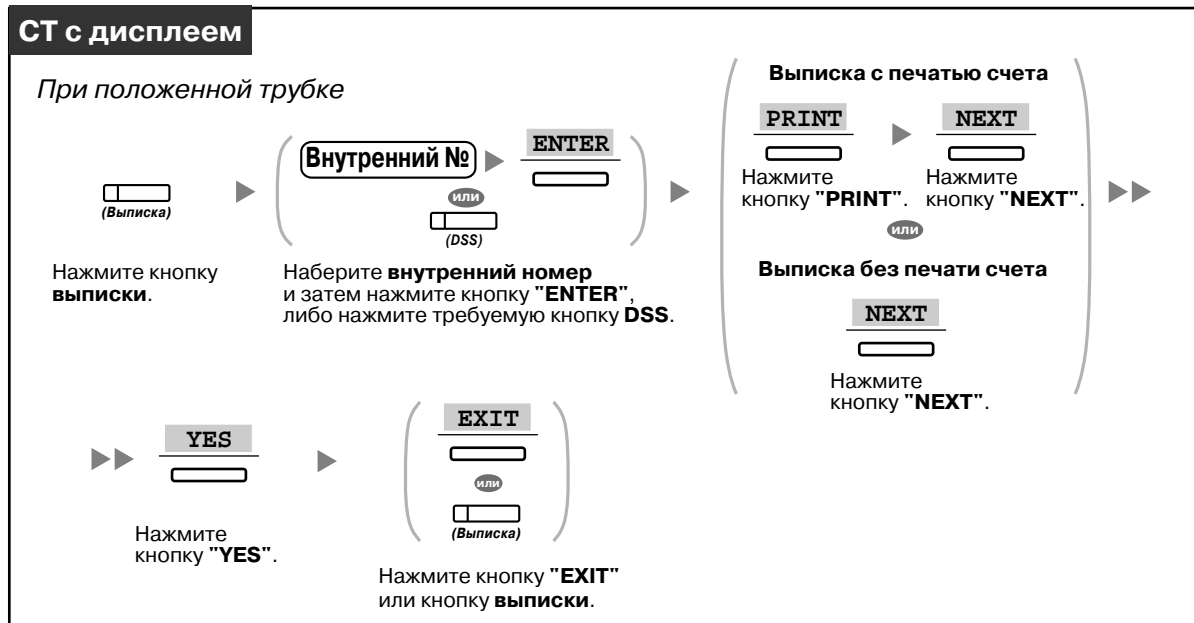 СТ с дисплеем
При положенной трубке
(Выписка)
Нажмите кнопку
выписки.
Внутренний №
ENTER
или
(DSS)
Наберите внутренний номер
и затем нажмите кнопку "ENTER",
либо нажмите требуемую кнопку DSS.
Выписка с печатью счета
PRINT
NEXT
Нажмите
кнопку "PRINT".
Нажмите
кнопку "NEXT".
или
Выписка без печати счета
NEXT
Нажмите
кнопку "NEXT".
YES
Нажмите
кнопку "YES".
EXIT
или
(Выписка)
Нажмите кнопку "EXIT"
или кнопку выписки.